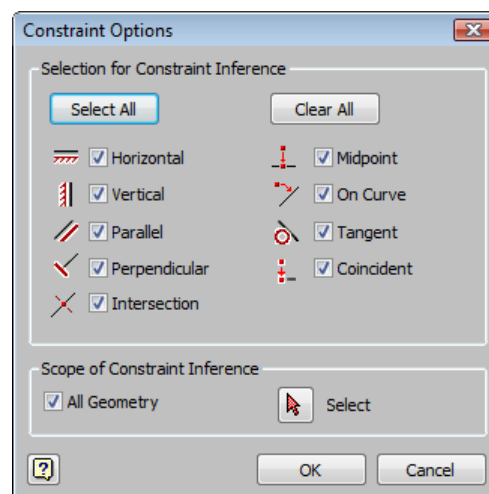 Constraint Options
Selection for Constraint Inference
Select All
Clear All
Horizontal
Midpoint
Vertical
On Curve
Parallel
Tangent
Perpendicular
Coincident
Intersection
Scope of Constraint Inference
All Geometry
Select
OK
Cancel